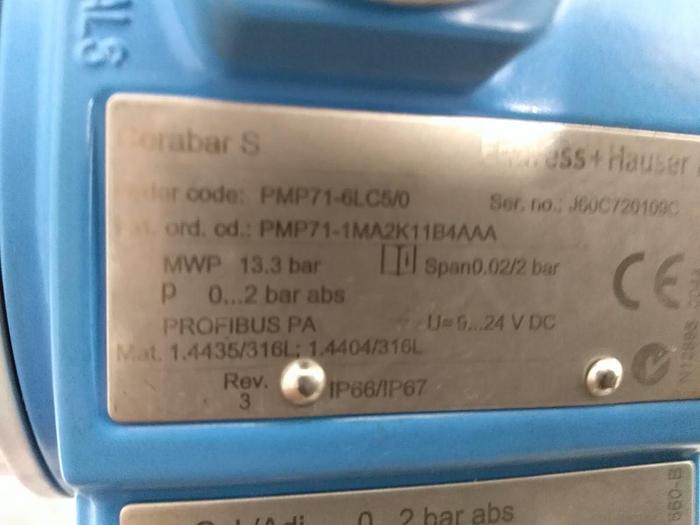 ALS
Cerabar S
Endress+Hauser
Order code: PMP71-6LC5/0
Ser. no.: J60C720109C
Ext. ord. cd.: PMP71-1MA2K11B4AAA
MWP 13.3 bar
Span0.02/2 bar
p 0...2 bar abs
PROFIBUS PA
U= 9...24 V DC
Mat. 1.4435/316L; 1.4404/316L
Rev.
3
IP66/IP67
CE
0...2 bar abs